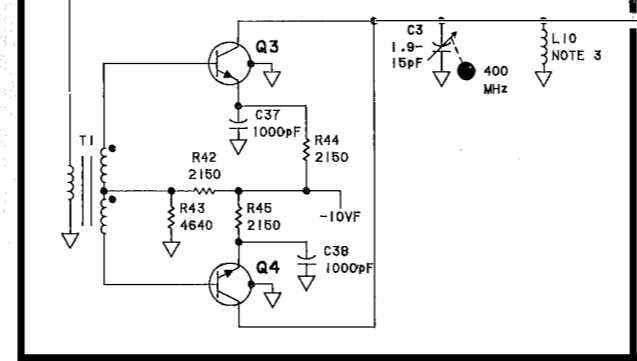 Q3
C3
1.9-
15pF
L10
NOTE 3
400
MHz
C37
1000pF
T1
R42
2150
R44
2150
R43
4640
R45
2150
-10VF
C38
1000pF
Q4